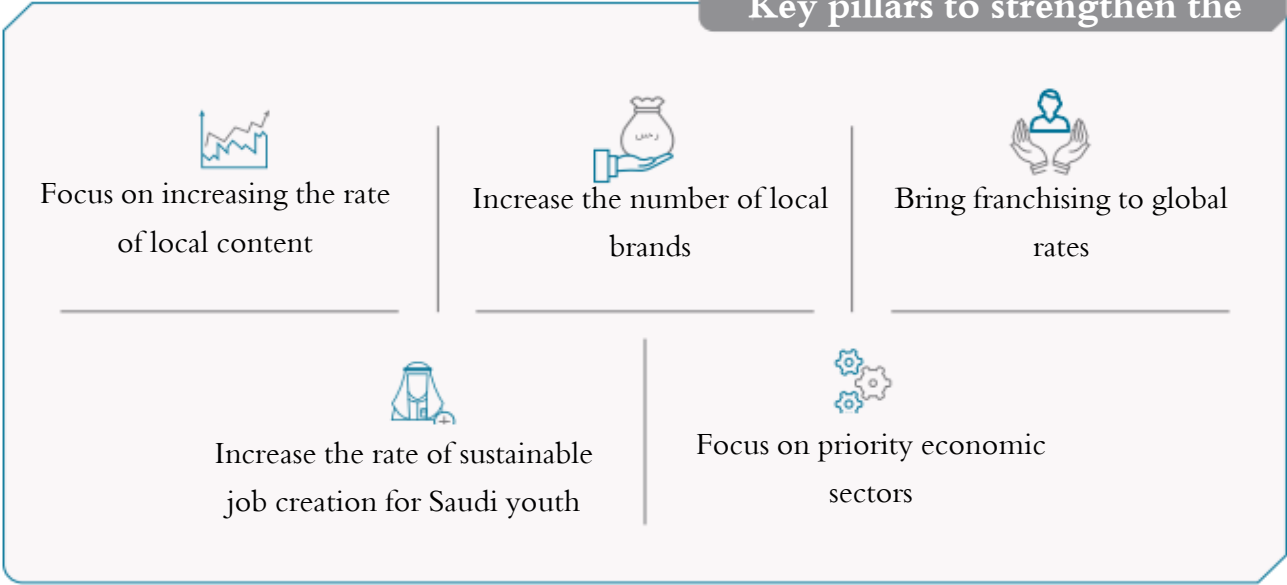 Key pillars to strengthen the
Focus on increasing the rate
of local content
Increase the number of local
brands
Bring franchising to global
rates
Increase the rate of sustainable
job creation for Saudi youth
Focus on priority economic
sectors